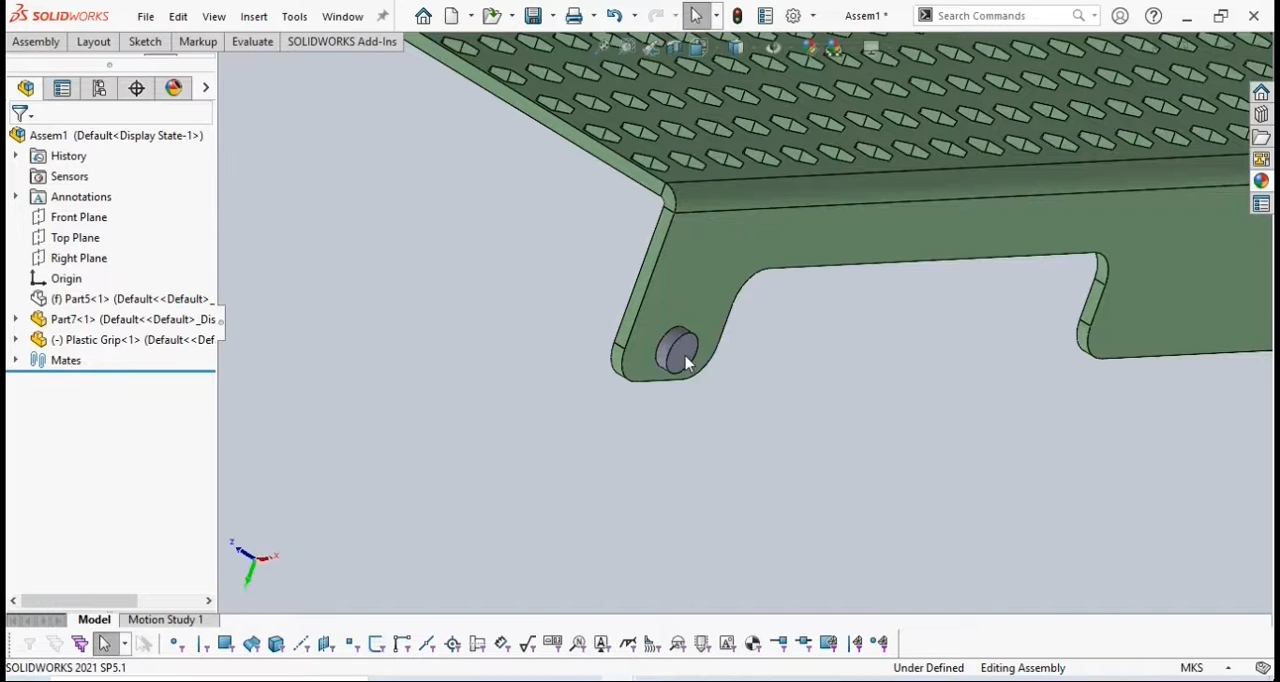 SOLIDWORKS File Edit View Insert Tools Window Assem1 * Search Commands
Assembly Layout Sketch Markup Evaluate SOLIDWORKS Add-Ins
Assem1 (Default<Display State-1>)
History
Sensors
Annotations
Front Plane
Top Plane
Right Plane
Origin
(f) Part5<1> (Default<<Default>_
Part7<1> (Default<<Default>_Dis
(-) Plastic Grip<1> (Default<<Def
Mates
z
x
Model Motion Study 1
SOLIDWORKS 2021 SP5.1 Under Defined Editing Assembly MKS